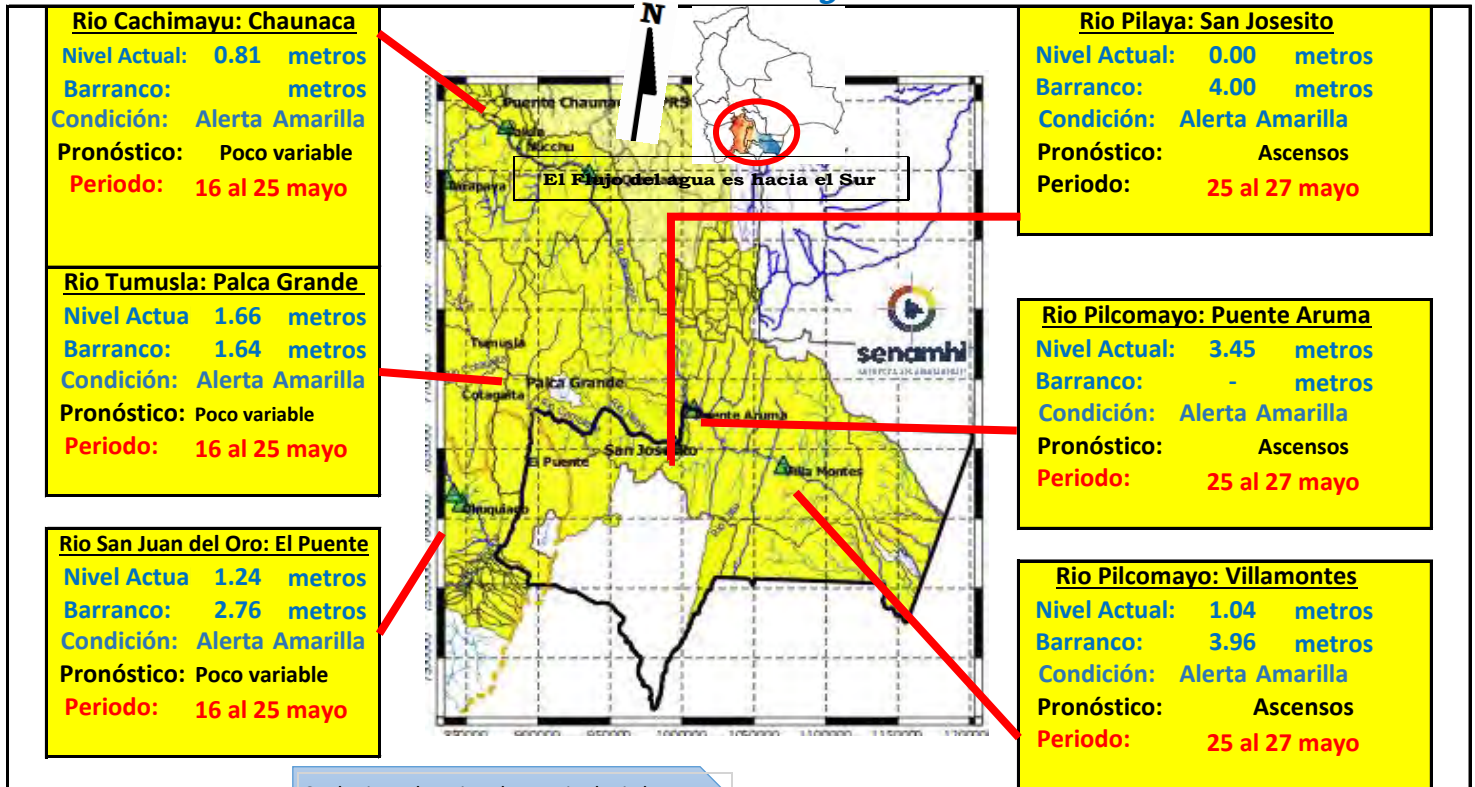 Rio Cachimayu: Chaunaca
Nivel Actual: 0.81 metros
Barranco: metros
Condición: Alerta Amarilla
Pronóstico: Poco variable
Periodo: 16 al 25 mayo
Rio Tumusla: Palca Grande
Nivel Actua 1.66 metros
Barranco: 1.64 metros
Condición: Alerta Amarilla
Pronóstico: Poco variable
Periodo: 16 al 25 mayo
Rio San Juan del Oro: El Puente
Nivel Actua 1.24 metros
Barranco: 2.76 metros
Condición: Alerta Amarilla
Pronóstico: Poco variable
Periodo: 16 al 25 mayo
N
Puente Chauna
Nucchu
Tarapaya
El Flujo del agua es hacia el Sur
senamhi
Tumusla
Palca Grande
Cotagaita
Puente Aruma
San Josesito
El Puente
Villa Montes
Chuquiago
900000
1050000
1100000
1150000
Rio Pilaya: San Josesito
Nivel Actual: 0.00 metros
Barranco: 4.00 metros
Condición: Alerta Amarilla
Pronóstico: Ascensos
Periodo: 25 al 27 mayo
Rio Pilcomayo: Puente Aruma
Nivel Actual: 3.45 metros
Barranco: - metros
Condición: Alerta Amarilla
Pronóstico: Ascensos
Periodo: 25 al 27 mayo
Rio Pilcomayo: Villamontes
Nivel Actual: 1.04 metros
Barranco: 3.96 metros
Condición: Alerta Amarilla
Pronóstico: Ascensos
Periodo: 25 al 27 mayo